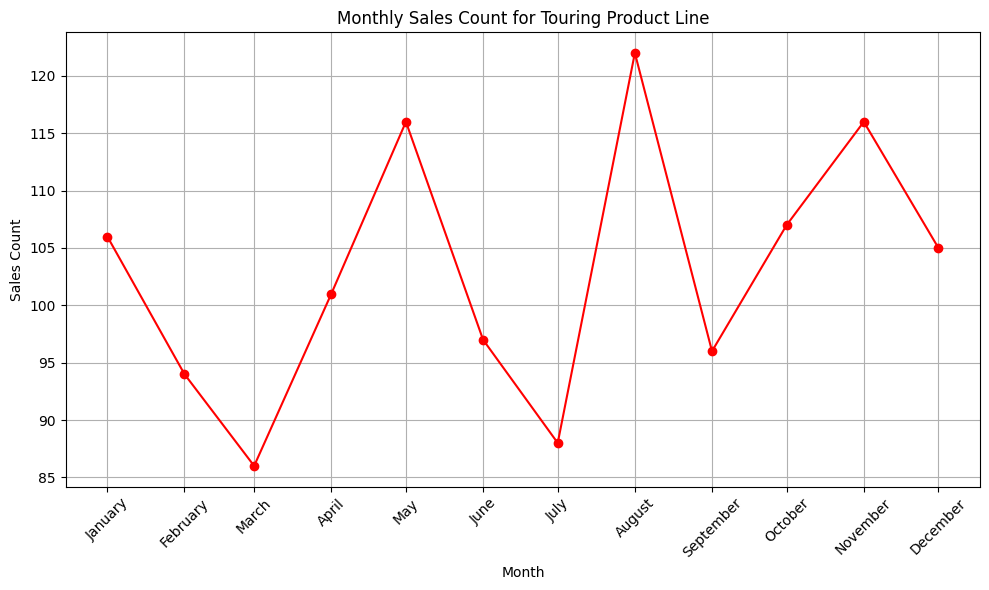 Monthly Sales Count for Touring Product Line
Sales Count
120
115
110
105
100
95
90
85
January
February
March
April
May
June
July
August
September
October
November
December
Month